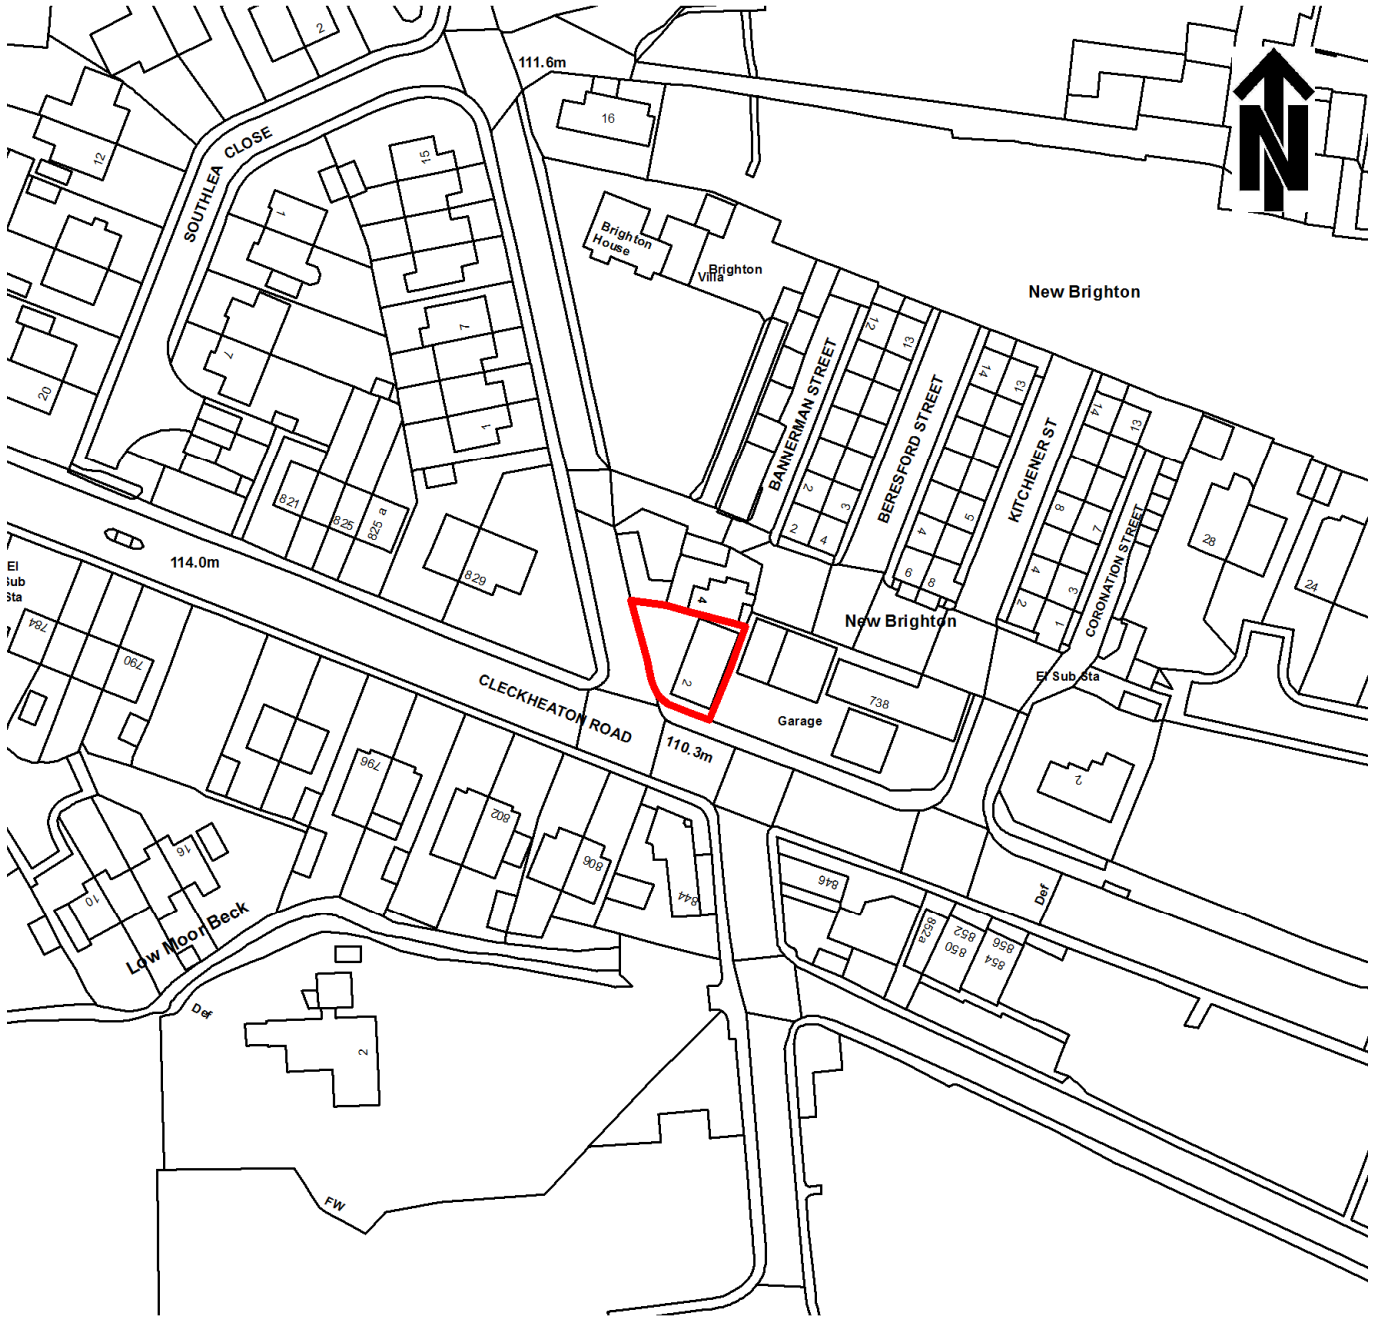 2
111.6m
16
N
12
SOUTHLEA CLOSE
15
1
Brighton
House
Brighton
Villa
New Brighton
7
7
20
12
13
14
13
14
13
BANNERMAN STREET
BERESFORD STREET
KITCHENER ST
CORONATION STREET
1
821
825
825 a
2
3
5
8
7
28
24
2
4
4
6
8
4
2
3
1
114.0m
829
El
Sub
Sta
4
New Brighton
784
790
El Sub Sta
2
CLECKHEATON ROAD
738
Garage
110.3m
796
2
802
806
844
846
Def
16
10
Low Moor Beck
852a
852
850
856
854
Def
2
FW